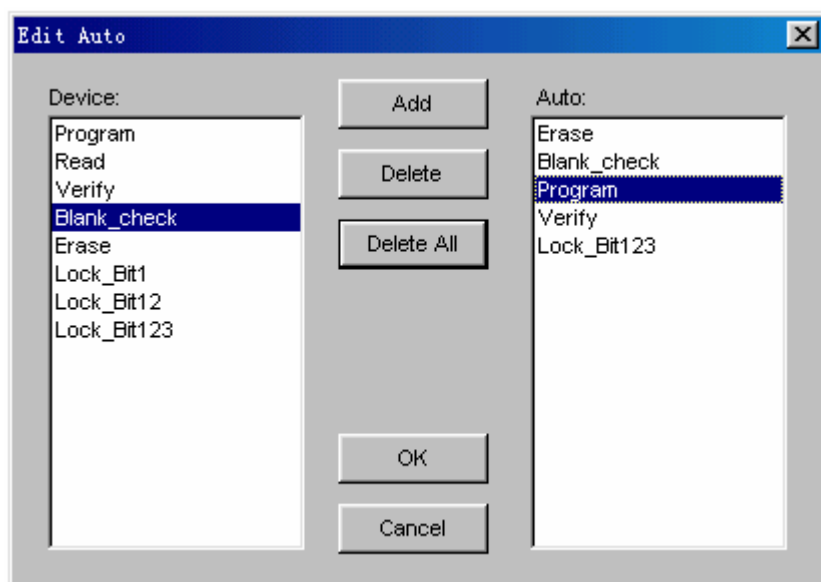 Edit Auto
Device:
Program
Read
Verify
Blank_check
Erase
Lock_Bit1
Lock_Bit12
Lock_Bit123
Add
Delete
Delete All
OK
Cancel
Auto:
Erase
Blank_check
Program
Verify
Lock_Bit123